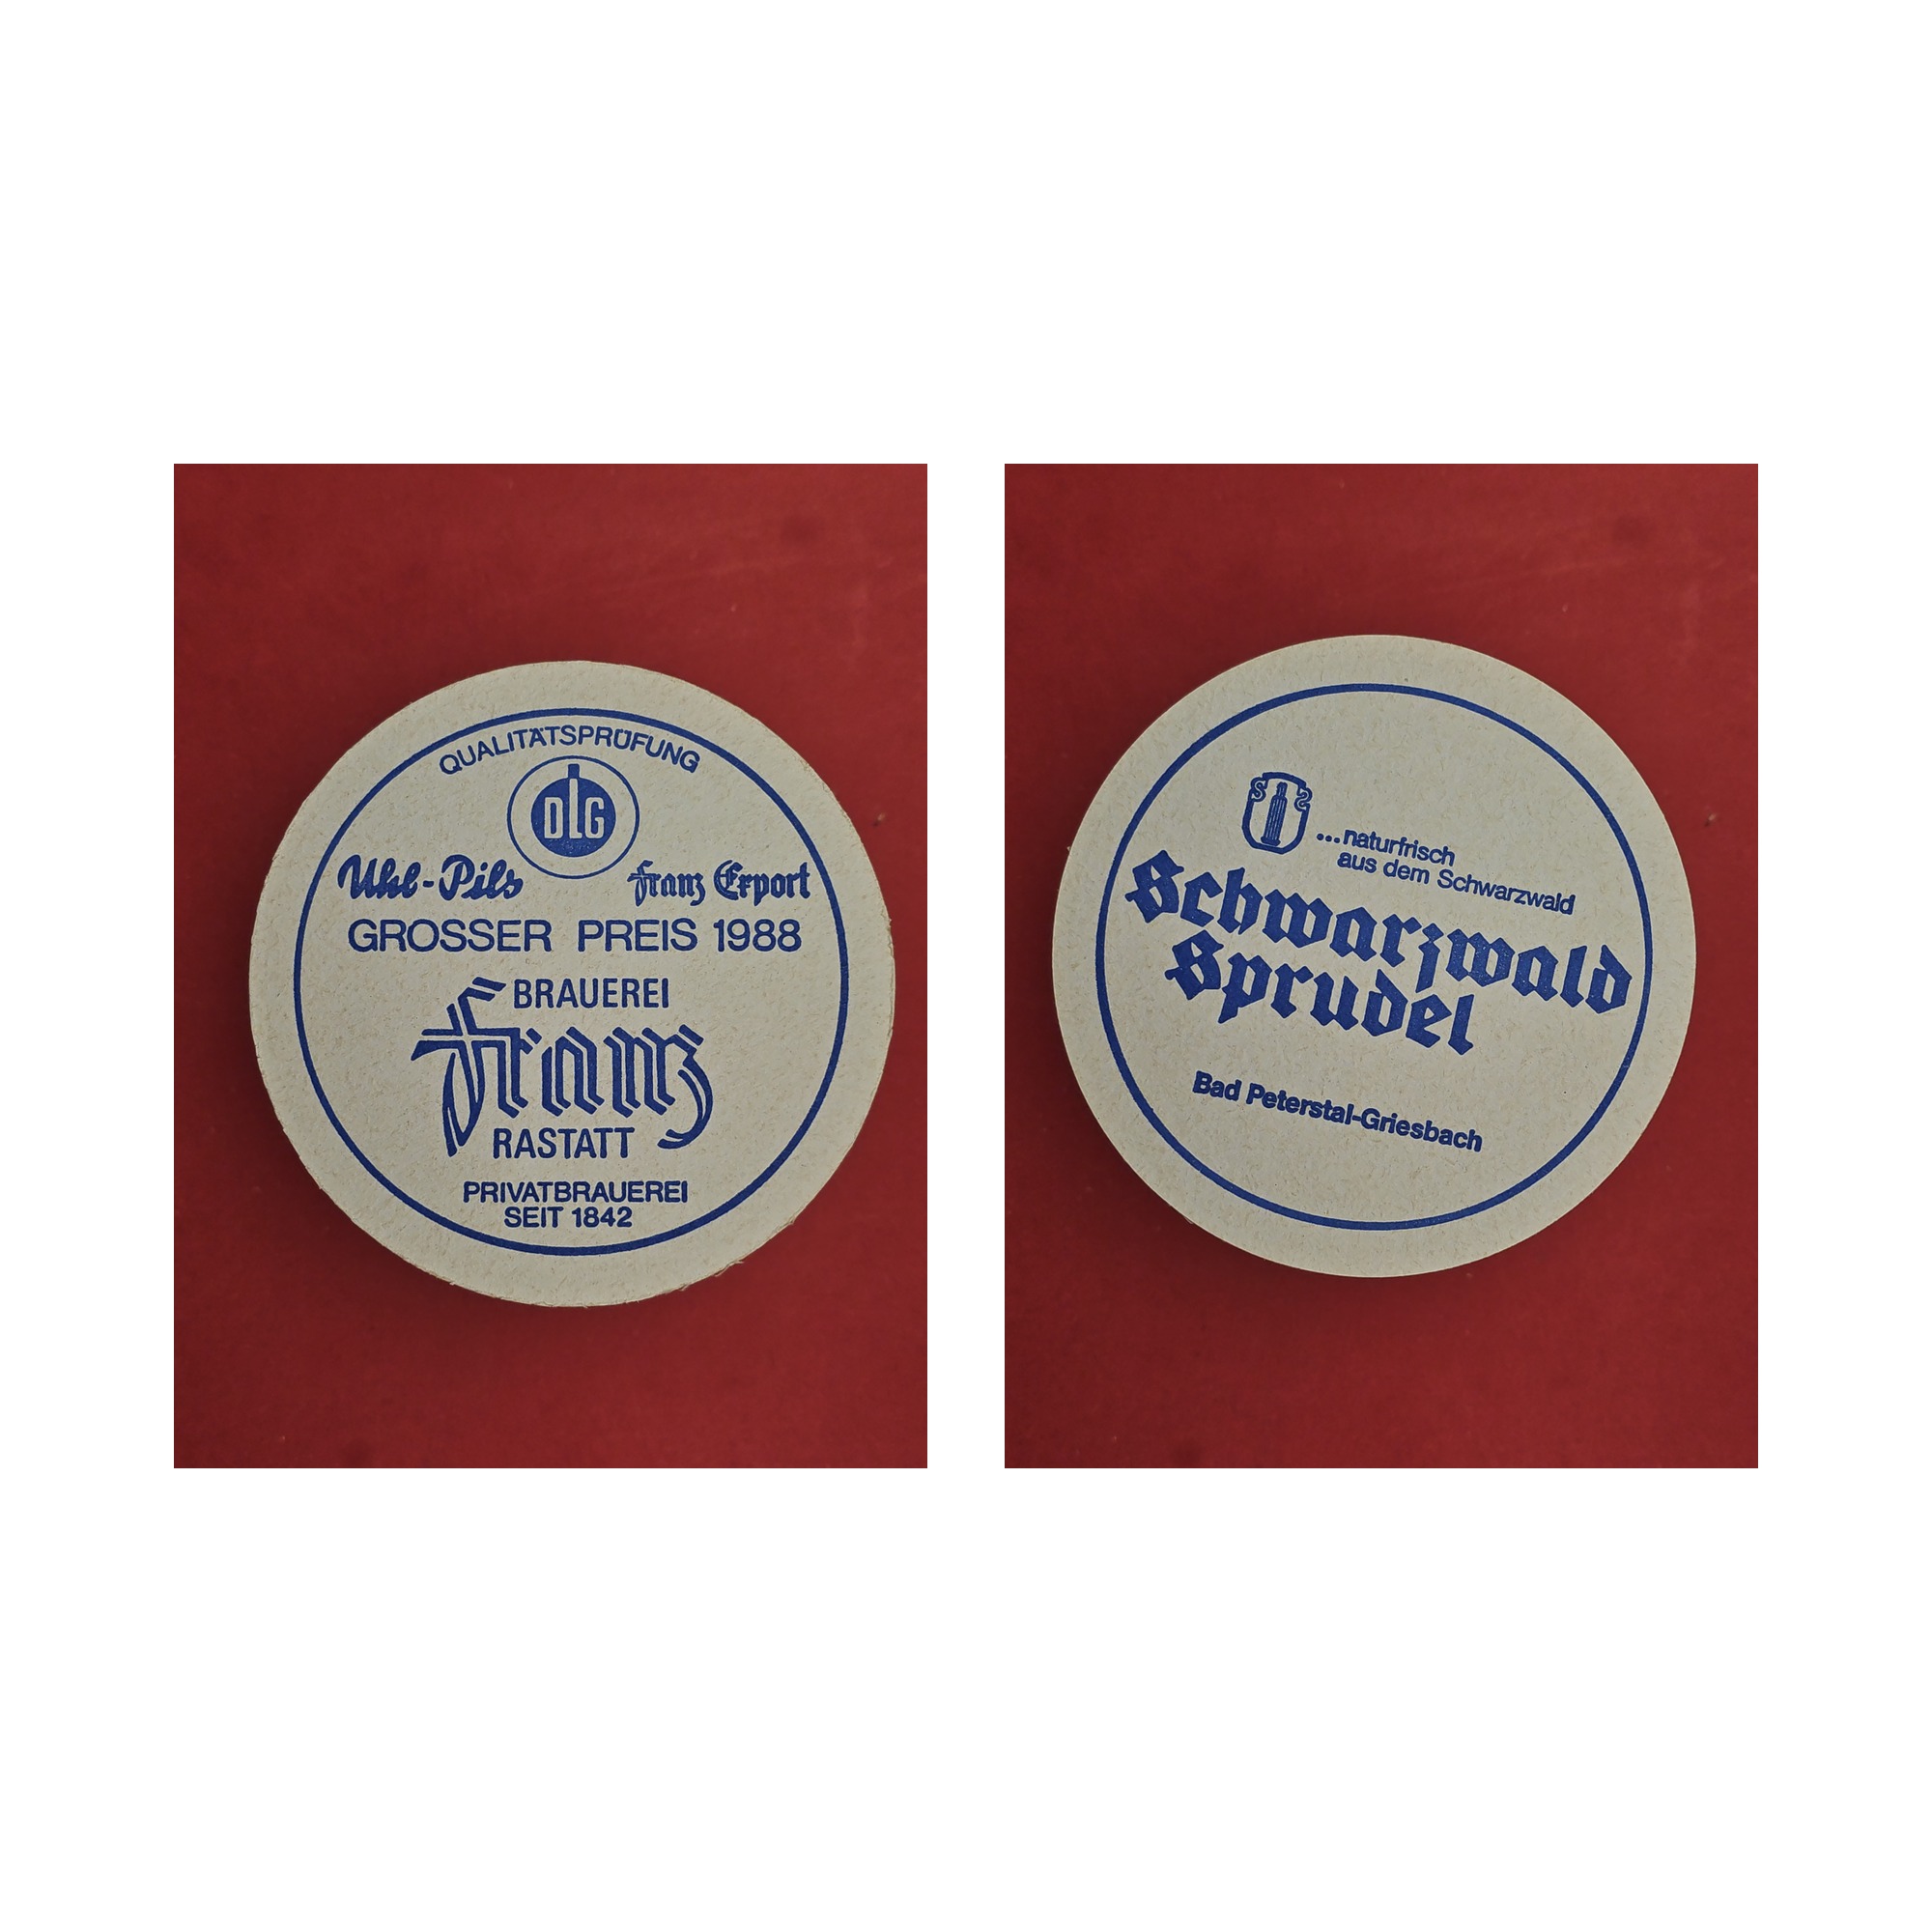 QUALITÄTSPRÜFUNG
DLG
Uhl-Pils Franz Export
GROSSER PREIS 1988
BRAUEREI
Franz
RASTATT
PRIVATBRAUEREI
SEIT 1842
S S
...naturfrisch
aus dem Schwarzwald
Schwarzwald
Sprudel
Bad Peterstal-Griesbach